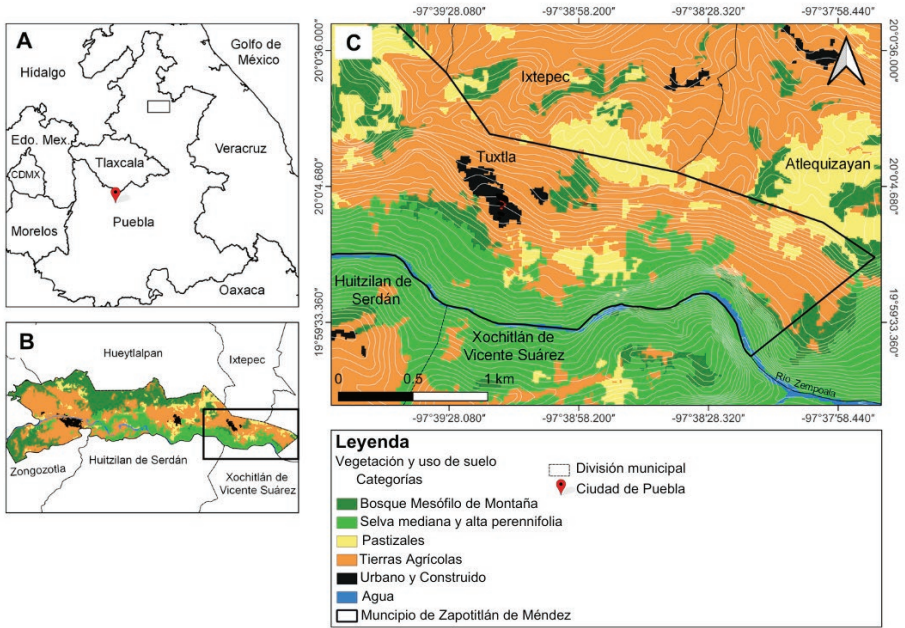 A
Golfo de
México
Hidalgo
Edo. Mex.
Veracruz
Tlaxcala
CDMX
Puebla
Morelos
Oaxaca
B
Hueytlalpan
Ixtepec
Zongozotla
Huitzilan de Serdán
Xochitlán de
Vicente Suárez
-97°39'28.080" -97°38'58.200" -97°38'28.320" -97°37'58.440"
C
20°0'36.000"
20°0'4.680"
19°59'33.360"
Ixtepec
Tuxtla
Atlequizayan
Huitzilan de
Serdán
Xochitlán de
Vicente Suárez
Río Zempoala
0 0.5 1 km
20°0'36.000"
20°0'4.680"
19°59'33.360"
-97°39'28.080" -97°38'58.200" -97°38'28.320" -97°37'58.440"
Leyenda
Vegetación y uso de suelo
Categorías
Bosque Mesófilo de Montaña
Selva mediana y alta perennifolia
Pastizales
Tierras Agrícolas
Urbano y Construido
Agua
Muncipio de Zapotitlán de Méndez
División municipal
Ciudad de Puebla